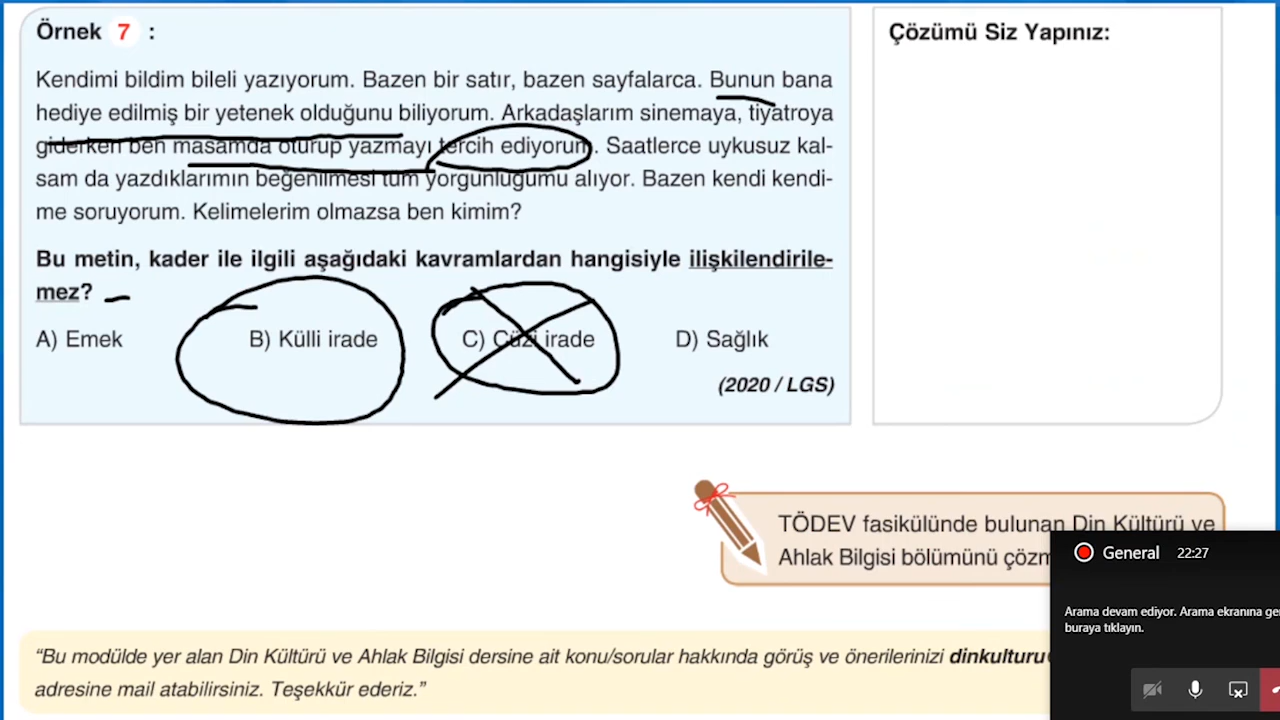 Örnek 7 :
Kendimi bildim bileli yazıyorum. Bazen bir satır, bazen sayfalarca. Bunun bana
hediye edilmiş bir yetenek olduğunu biliyorum. Arkadaşlarım sinemaya, tiyatroya
giderken ben masamda oturup yazmayı tercih ediyorum. Saatlerce uykusuz kal-
sam da yazdıklarımın beğenilmesi tüm yorgunluğumu alıyor. Bazen kendi kendi-
me soruyorum. Kelimelerim olmazsa ben kimim?
Bu metin, kader ile ilgili aşağıdaki kavramlardan hangisiyle ilişkilendirile-
mez?
A) Emek B) Külli irade C) Cüzi irade D) Sağlık
(2020 / LGS)
Çözümü Siz Yapınız:
TÖDEV fasikülünde bulunan Din Kültürü ve
Ahlak Bilgisi bölümünü
"Bu modülde yer alan Din Kültürü ve Ahlak Bilgisi dersine ait konu/sorular hakkında görüş ve önerilerinizi dinkulturu
adresine mail atabilirsiniz. Teşekkür ederiz."
General 22:27
Arama devam ediyor. Arama ekranına
buraya tıklayın.